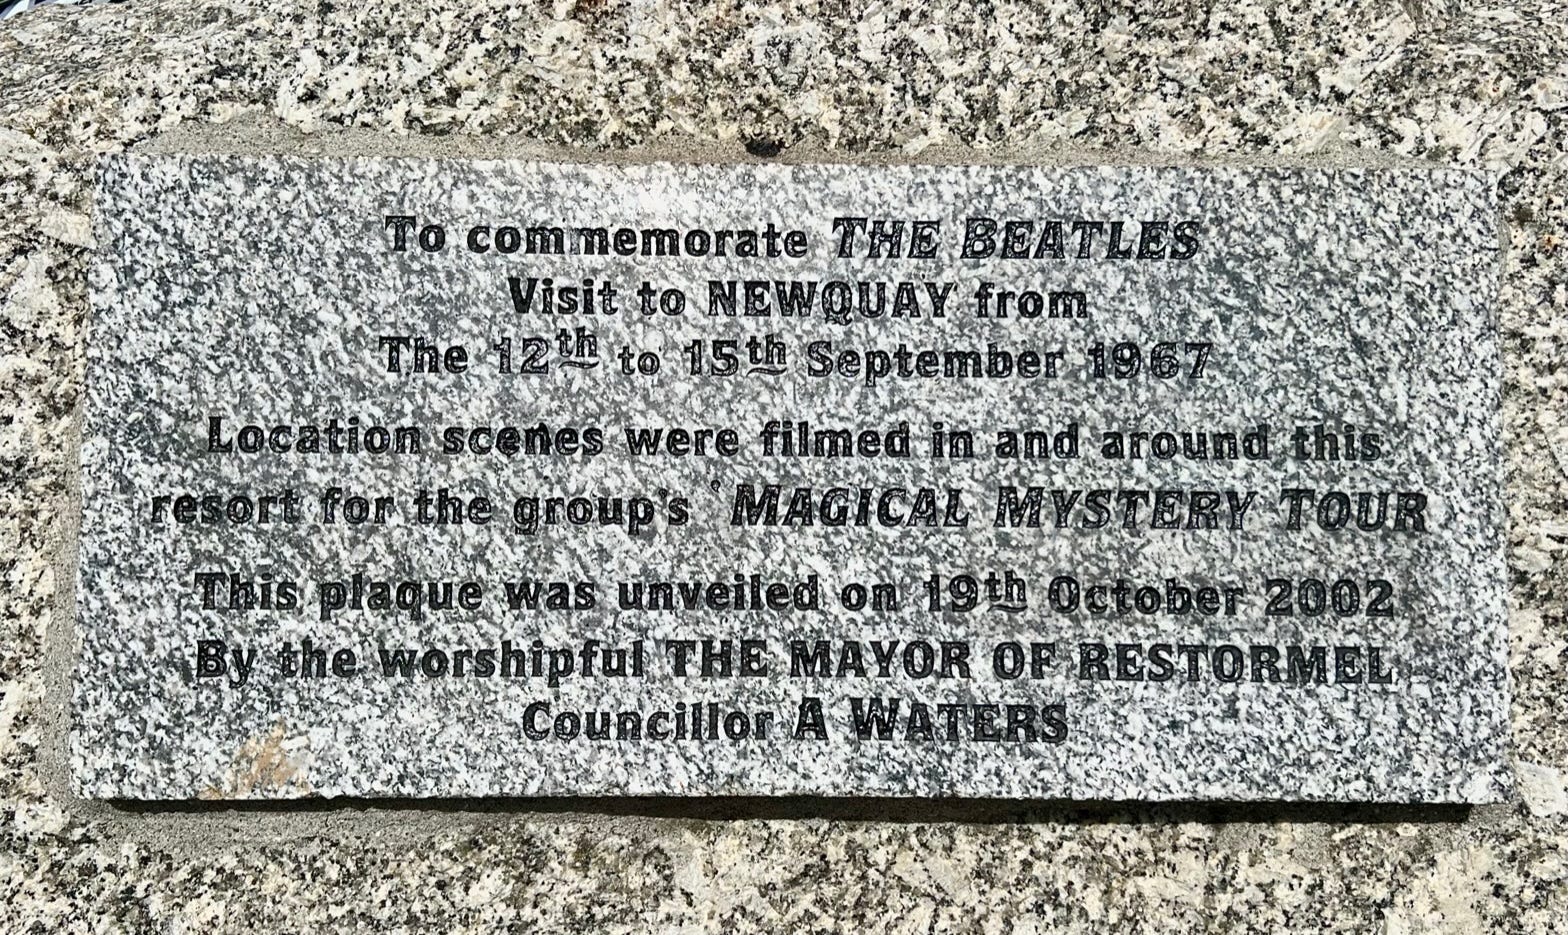 To commemorate THE BEATLES
Visit to NEWQUAY from
The 12th to 15th September 1967
Location scenes were filmed in and around this
resort for the group's 'MAGICAL MYSTERY TOUR
This plaque was unveiled on 19th October 2002
By the worshipful THE MAYOR OF RESTORMEL
Councillor A WATERS